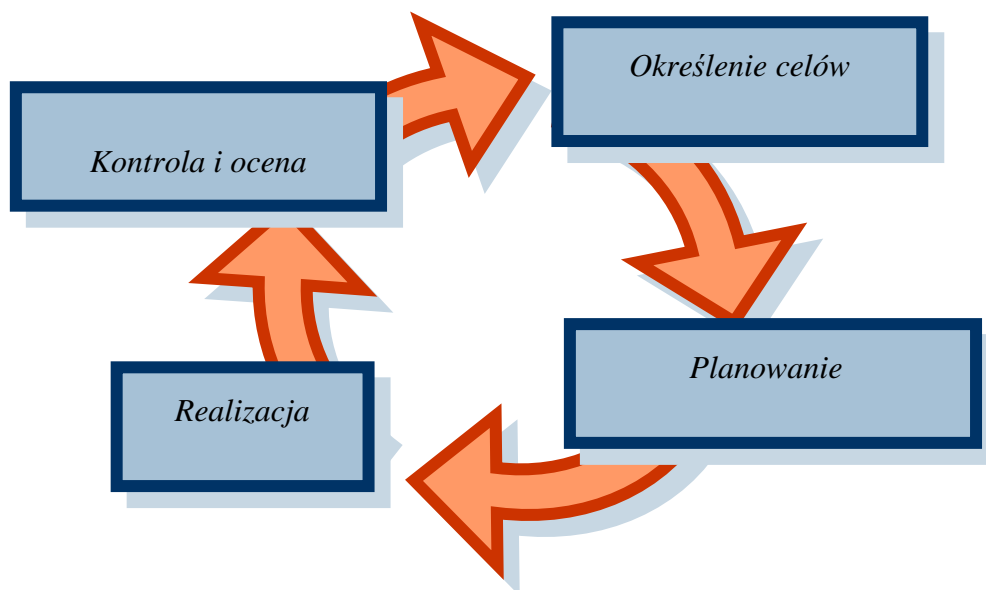 Określenie celów
Kontrola i ocena
Planowanie
Realizacja